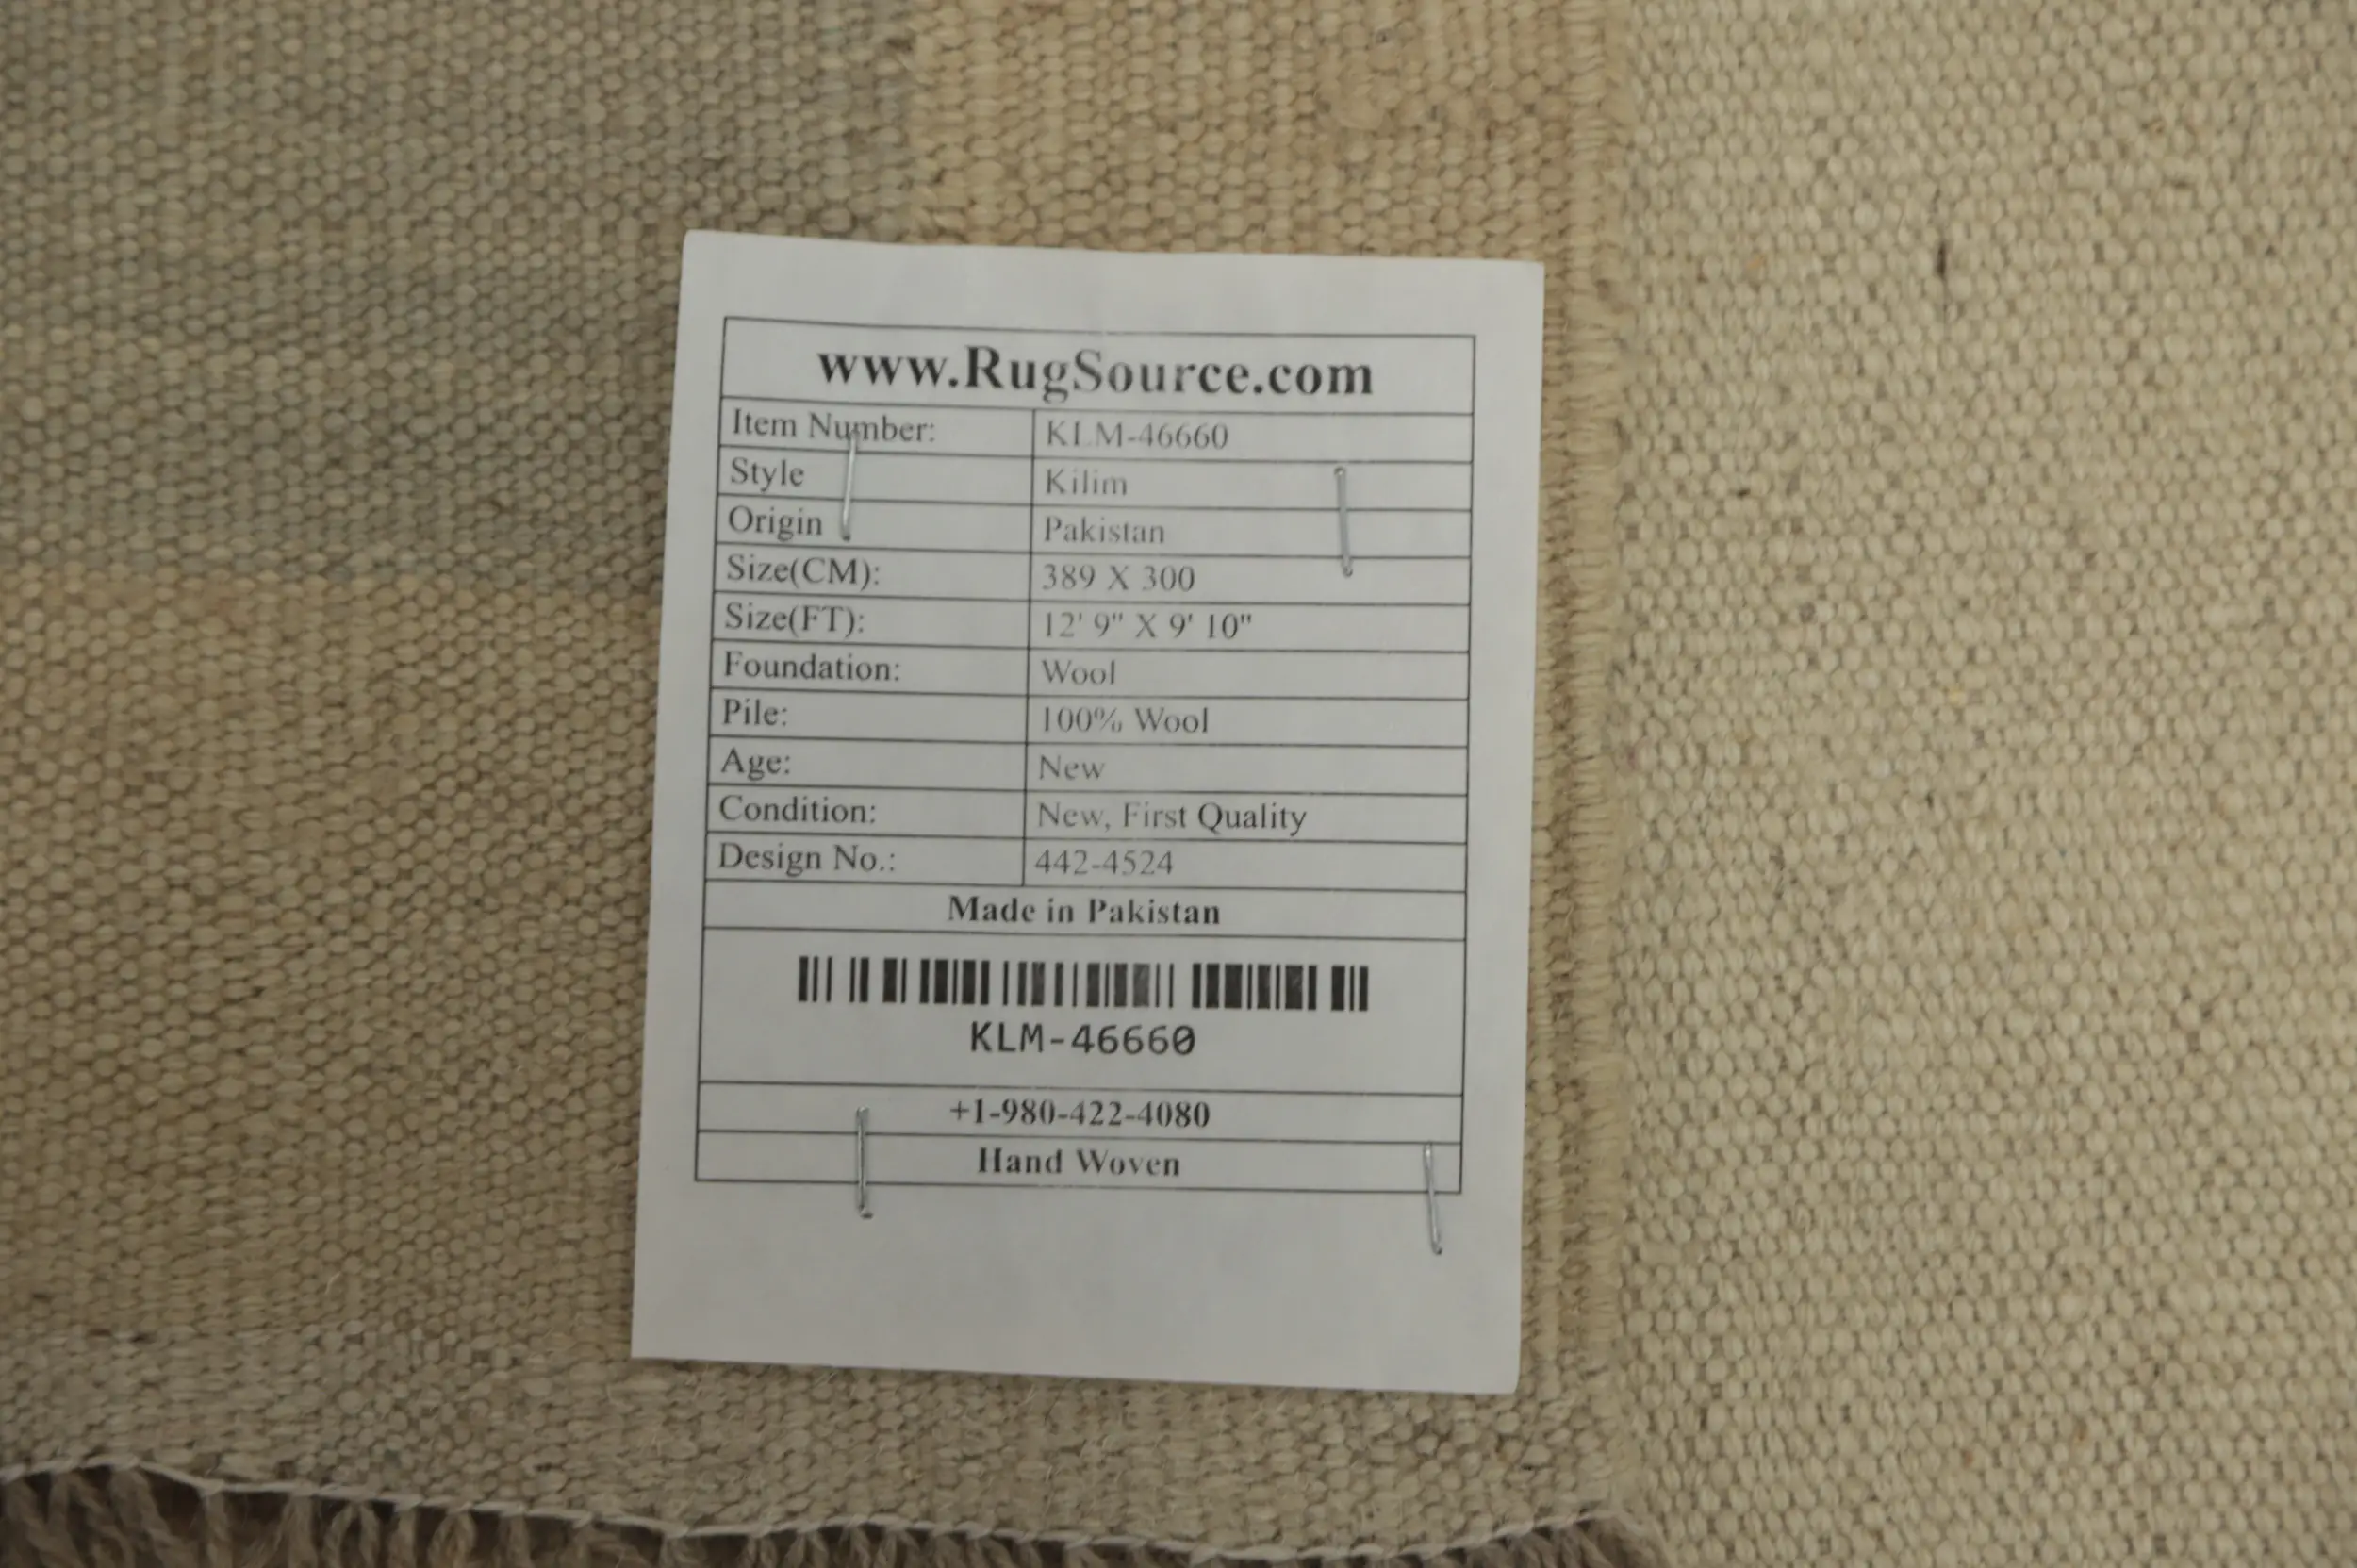 www.RugSource.com
Item Number: KLM-46660
Style Kilim
Origin Pakistan
Size(CM): 389 X 300
Size(FT): 12' 9" X 9' 10"
Foundation: Wool
Pile: 100% Wool
Age: New
Condition: New, First Quality
Design No.: 442-4524
Made in Pakistan
KLM-46660
+1-980-422-4080
Hand Woven